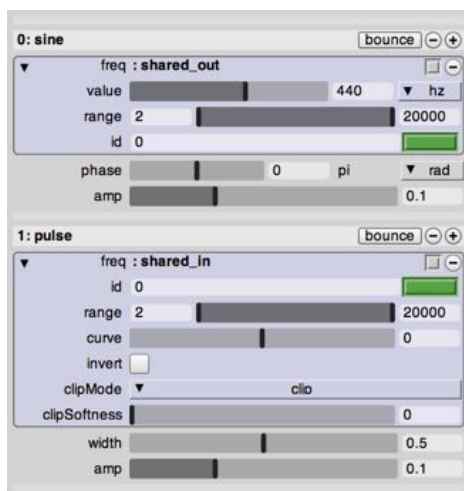 0: sine bounce
freq : shared_out
value 440 hz
range 2 20000
id 0
phase 0 pi rad
amp 0.1
1: pulse bounce
freq : shared_in
id 0
range 2 20000
curve 0
invert
clipMode clip
clipSoftness 0
width 0.5
amp 0.1